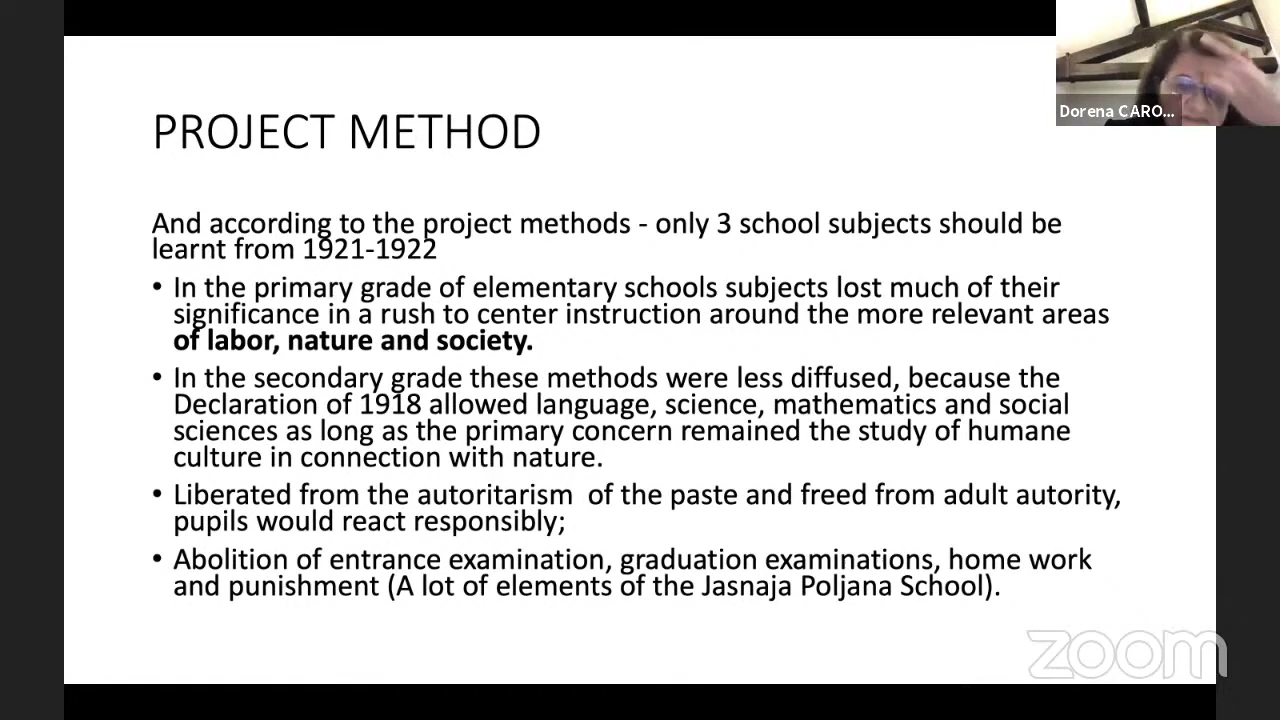 Dorena CARO...
PROJECT METHOD
And according to the project methods - only 3 school subjects should be
learnt from 1921-1922
• In the primary grade of elementary schools subjects lost much of their
significance in a rush to center instruction around the more relevant areas
of labor, nature and society.
• In the secondary grade these methods were less diffused, because the
Declaration of 1918 allowed language, science, mathematics and social
sciences as long as the primary concern remained the study of humane
culture in connection with nature.
• Liberated from the autoritarism of the paste and freed from adult autority,
pupils would react responsibly;
• Abolition of entrance examination, graduation examinations, home work
and punishment (A lot of elements of the Jasnaja Poljana School).
zoom